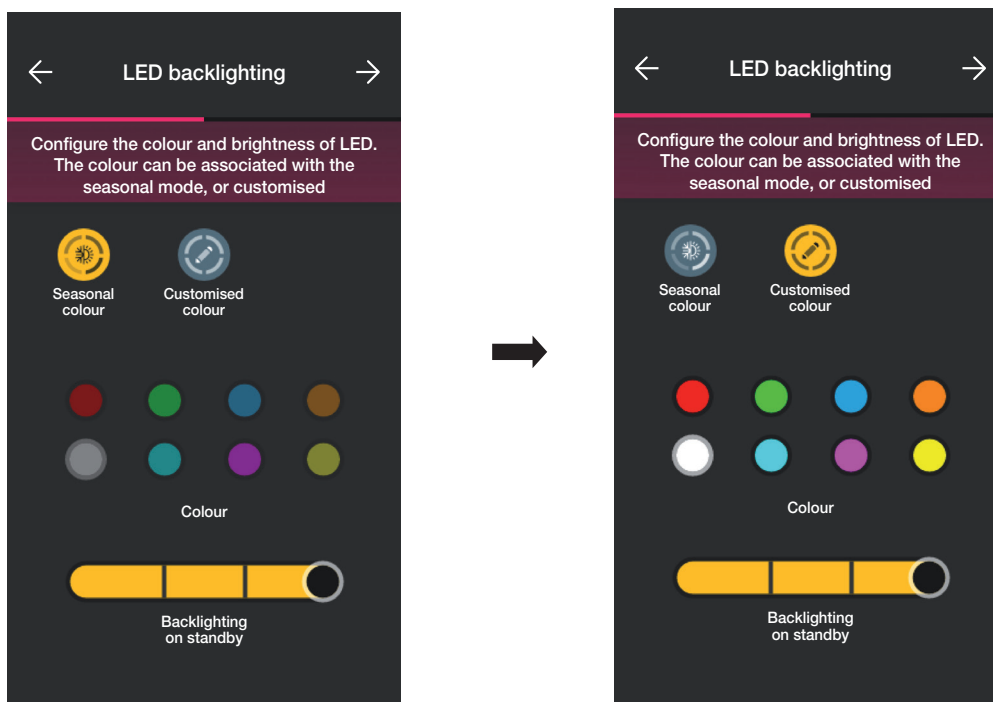 LED backlighting
Configure the colour and brightness of LED.
The colour can be associated with the
seasonal mode, or customised
Seasonal
colour
Customised
colour
Colour
Backlighting
on standby
LED backlighting
Configure the colour and brightness of LED.
The colour can be associated with the
seasonal mode, or customised
Seasonal
colour
Customised
colour
Colour
Backlighting
on standby